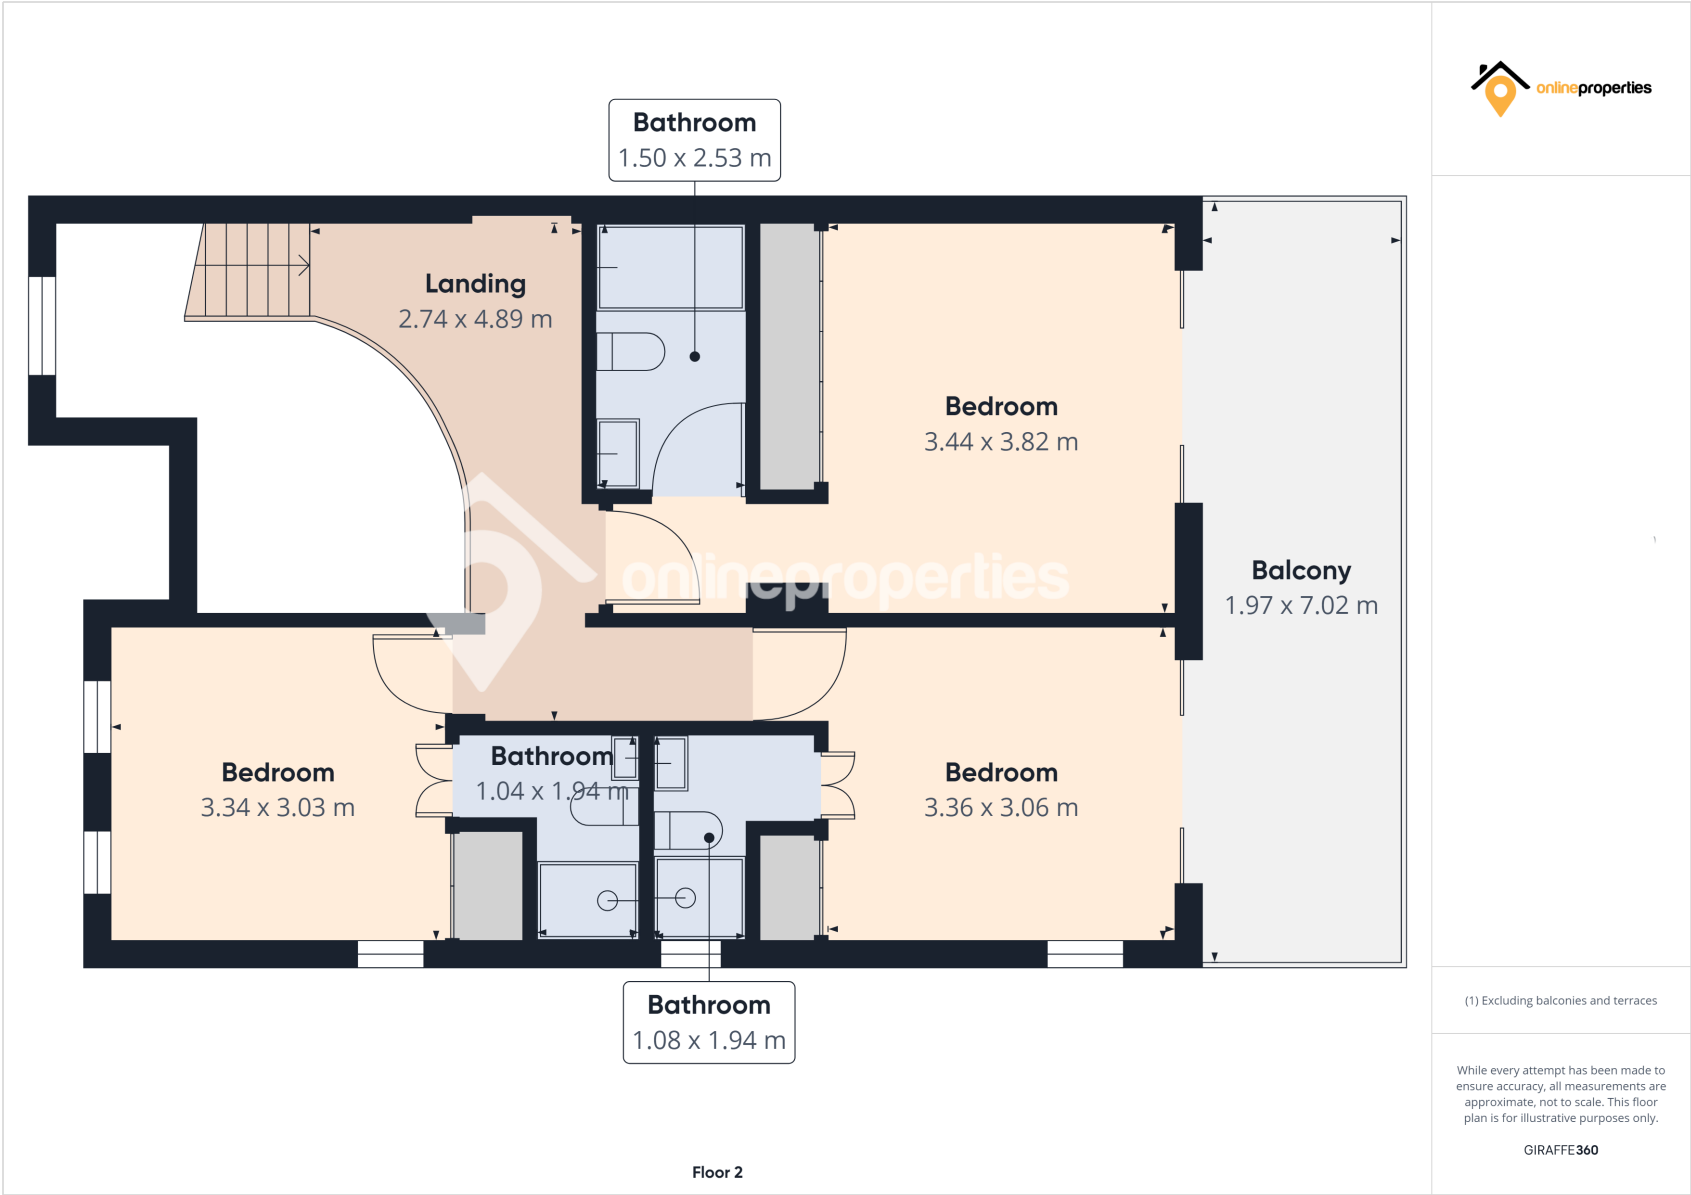 Bathroom
1.50 x 2.53 m
onlineproperties
Landing
2.74 x 4.89 m
Bedroom
3.44 x 3.82 m
onlineproperties
Balcony
1.97 x 7.02 m
Bedroom
3.34 x 3.03 m
Bathroom
1.04 x 1.94 m
Bedroom
3.36 x 3.06 m
Bathroom
1.08 x 1.94 m
(1) Excluding balconies and terraces
While every attempt has been made to
ensure accuracy, all measurements are
approximate, not to scale. This floor
plan is for illustrative purposes only.
GIRAFFE360
Floor 2